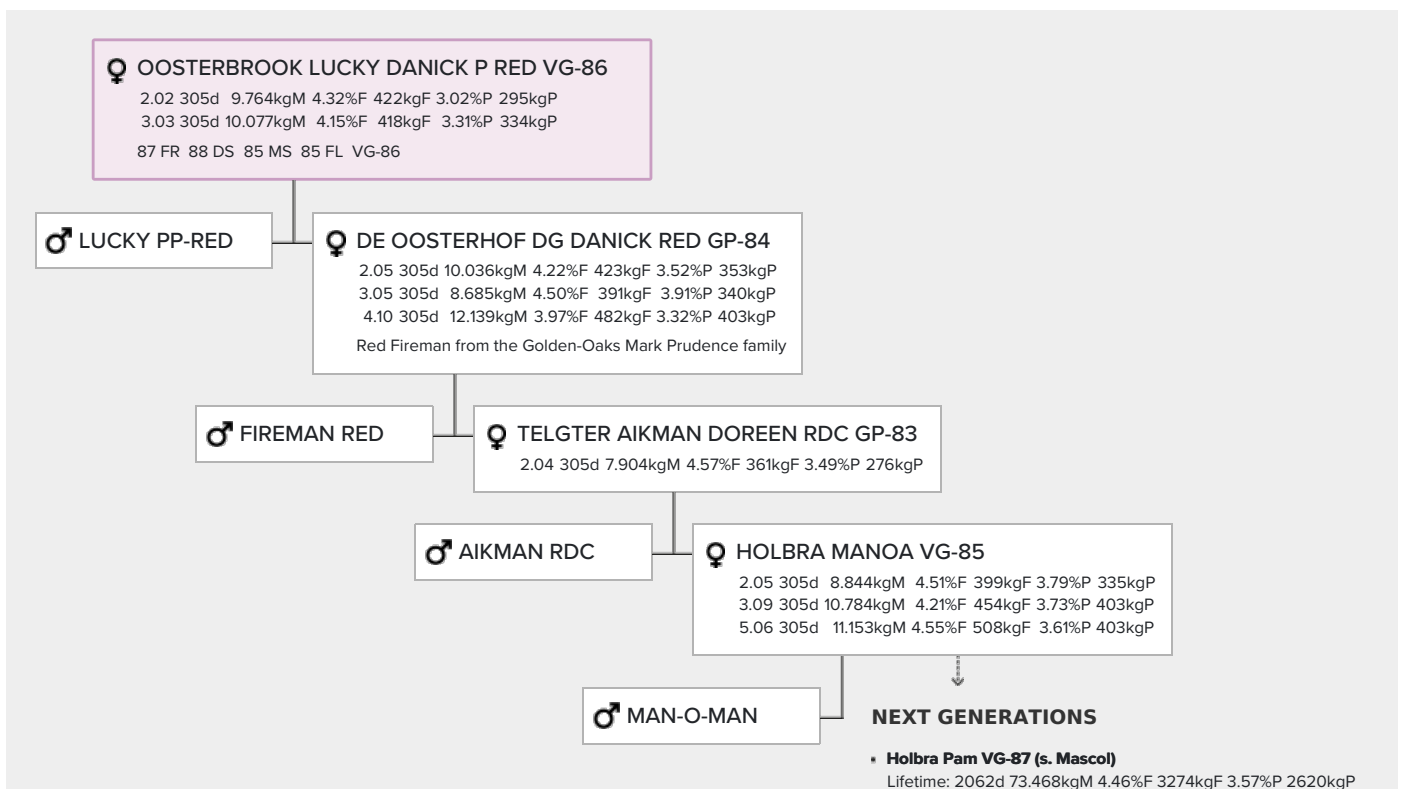 OOSTERBROOK LUCKY DANICK P RED VG-86
2.02 305d 9.764kgM 4.32%F 422kgF 3.02%P 295kgP
3.03 305d 10.077kgM 4.15%F 418kgF 3.31%P 334kgP
87 FR 88 DS 85 MS 85 FL VG-86
LUCKY PP-RED
DE OOSTERHOF DG DANICK RED GP-84
2.05 305d 10.036kgM 4.22%F 423kgF 3.52%P 353kgP
3.05 305d 8.685kgM 4.50%F 391kgF 3.91%P 340kgP
4.10 305d 12.139kgM 3.97%F 482kgF 3.32%P 403kgP
Red Fireman from the Golden-Oaks Mark Prudence family
FIREMAN RED
TELGTER AIKMAN DOREEN RDC GP-83
2.04 305d 7.904kgM 4.57%F 361kgF 3.49%P 276kgP
AIKMAN RDC
HOLBRA MANOA VG-85
2.05 305d 8.844kgM 4.51%F 399kgF 3.79%P 335kgP
3.09 305d 10.784kgM 4.21%F 454kgF 3.73%P 403kgP
5.06 305d 11.153kgM 4.55%F 508kgF 3.61%P 403kgP
MAN-O-MAN
NEXT GENERATIONS
▪ Holbra Pam VG-87 (s. Mascol)
Lifetime: 2062d 73.468kgM 4.46%F 3274kgF 3.57%P 2620kgP